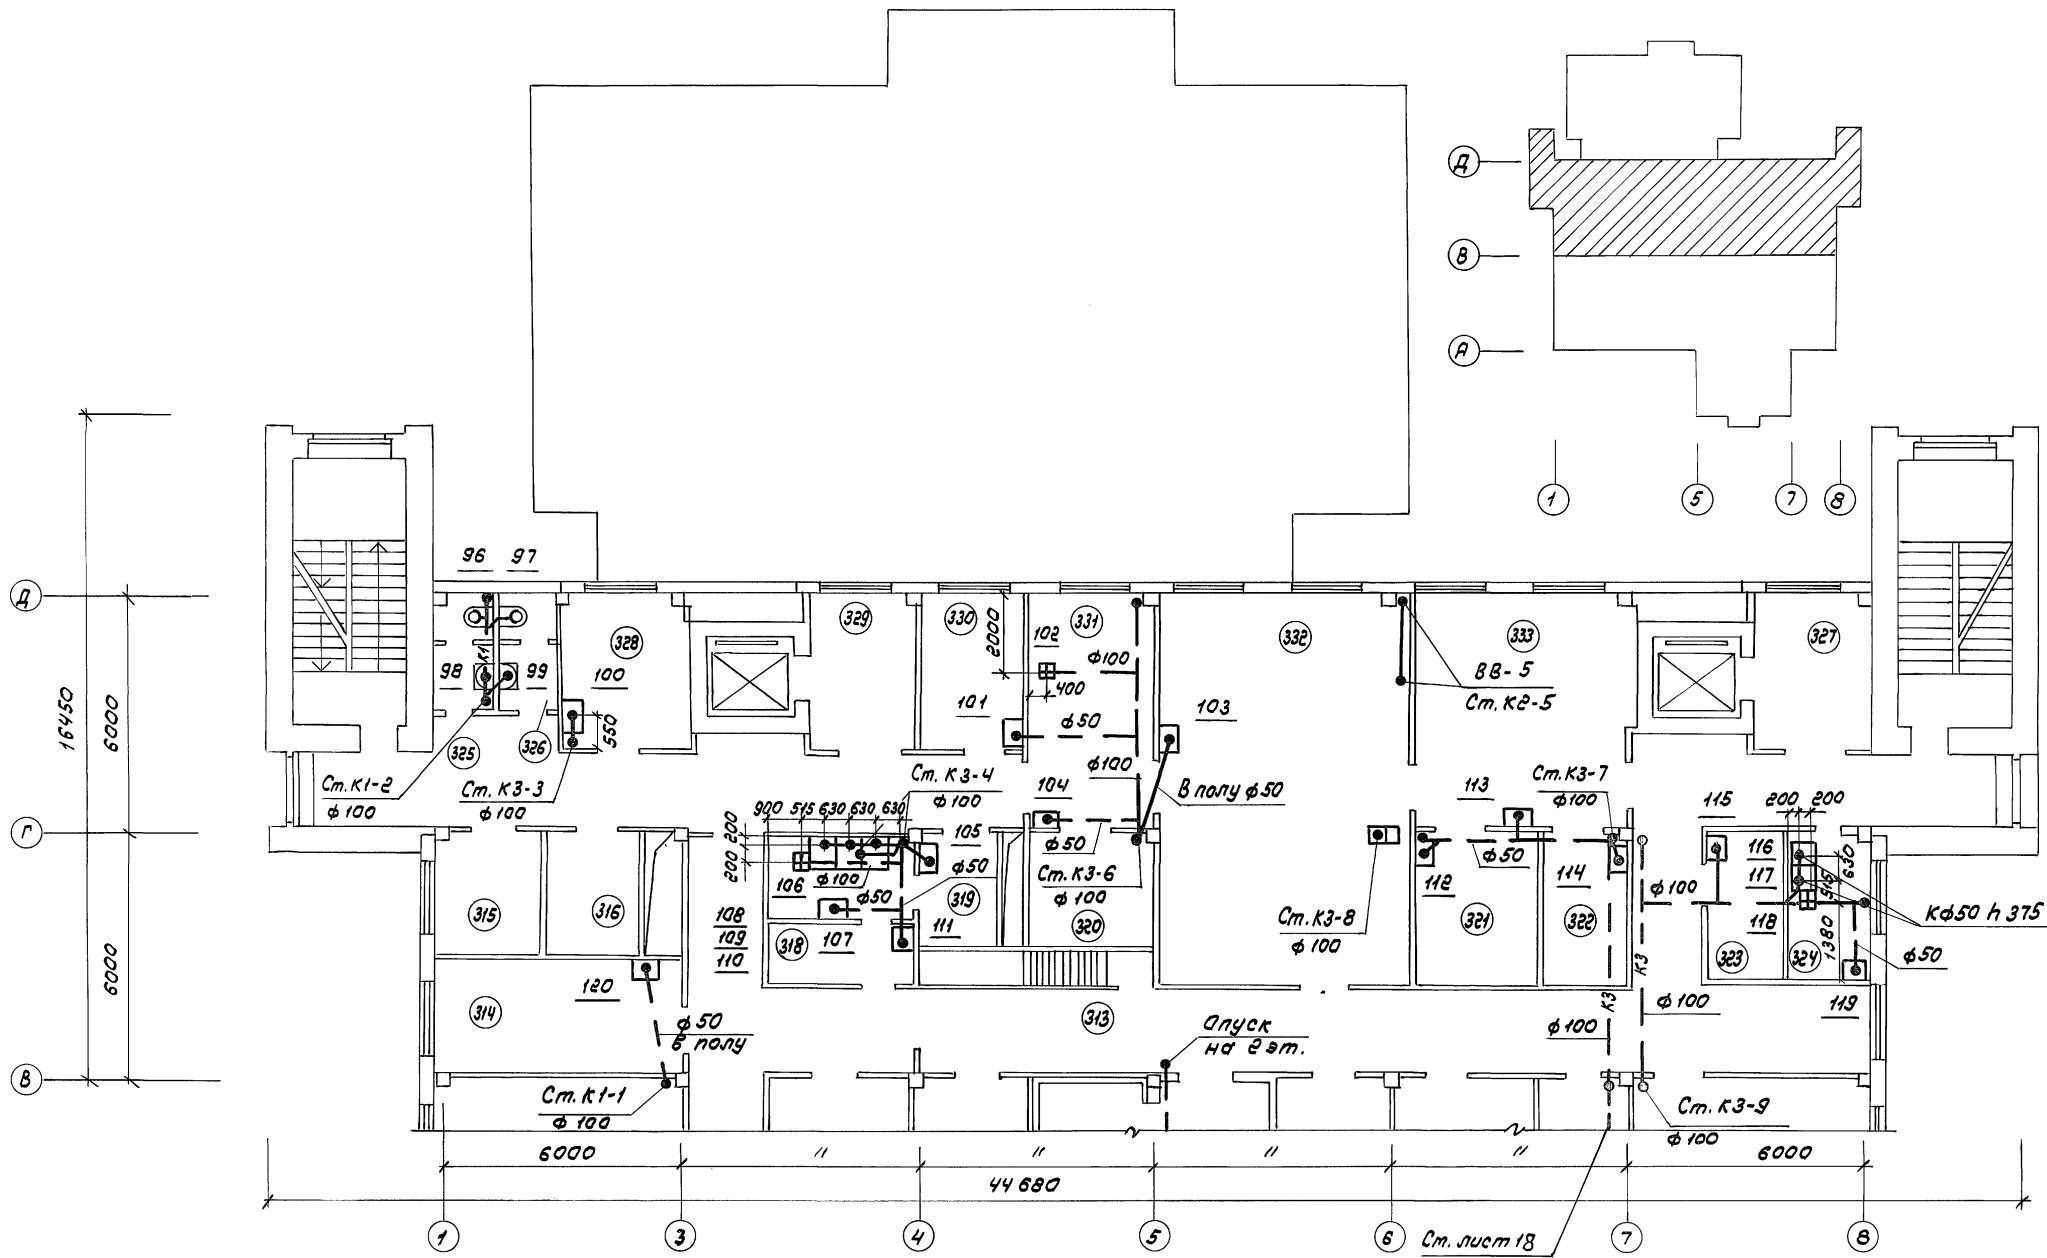 Д
В
А
1
5
7
8
96
97
Д
Г
В
16450
6000
6000
98
К1
99
325
326
328
100
550
329
330
101
2000
102
400
331
ф100
ф50
ф100
104
ф50
332
103
В полу ф50
333
ВВ-5
Ст. К2-5
327
Ст. К1-2
ф100
Ст. К3-3
ф100
Ст. К3-4
ф100
900
515
630
630
630
200
200
105
ф50
ф100
ф50
106
107
108
109
110
111
315
316
318
319
320
Ст. К3-6
ф100
Ст. К3-8
ф100
113
Ст. К3-7
ф100
ф50
112
114
321
322
115
200
200
116
117
118
630
515
1380
ф100
323
324
Кф50 h 375
ф50
119
К3
К3
ф100
ф100
314
120
ф50
в полу
313
Опуск
на 2 эт.
Ст. К1-1
ф100
Ст. К3-9
ф100
6000
"
"
"
"
6000
44 680
1
3
4
5
6
7
8
Ст. лист 18